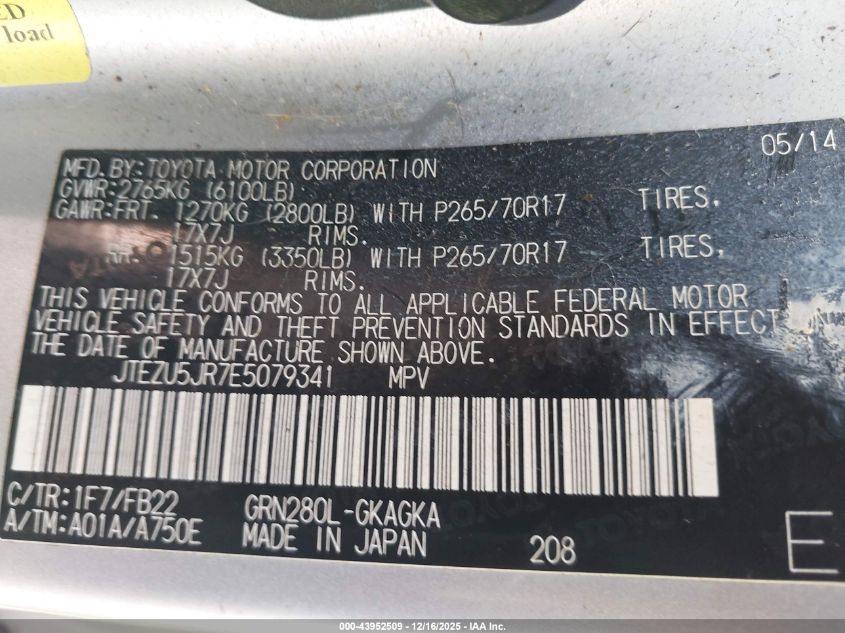 ED
load
05/14
MFD. BY: TOYOTA MOTOR CORPORATION
GVWR: 2765KG (6100LB)
GAWR: FRT. 1270KG (2800LB) WITH P265/70R17 TIRES.
17X7J RIMS.
RR. 1515KG (3350LB) WITH P265/70R17 TIRES,
17X7J RIMS.
THIS VEHICLE CONFORMS TO ALL APPLICABLE FEDERAL MOTOR
VEHICLE SAFETY AND THEFT PREVENTION STANDARDS IN EFFECT
THE DATE OF MANUFACTURE SHOWN ABOVE.
JTEZU5JR7E5079341 MPV
C/TR: 1F7/FB22 GRN280L-GKAGKA
A/TM: A01A/A750E MADE IN JAPAN 208 E
000-43952509 - 12/16/2025 - IAA Inc.